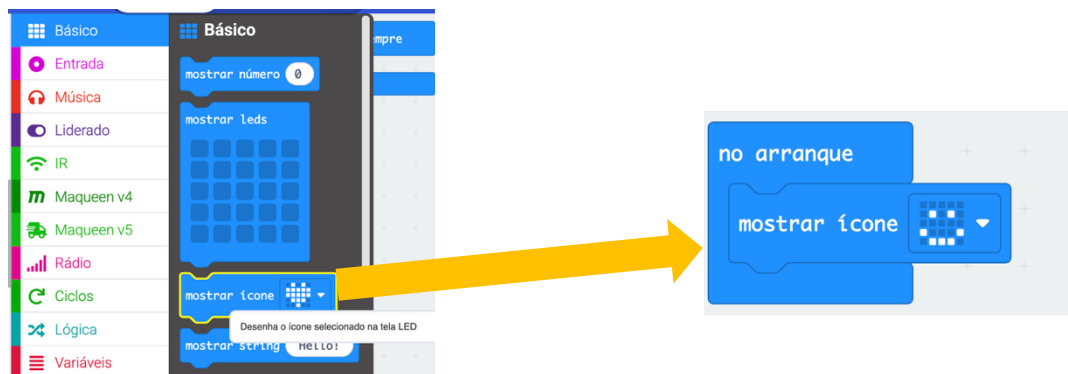 Básico
Entrada
Música
Liderado
IR
Maqueen v4
Maqueen v5
Rádio
Ciclos
Lógica
Variáveis
Básico
mostrar número 0
mostrar leds
mostrar ícone
Desenha o ícone selecionado na tela LED
mostrar string Hello!
mpre
no arranque
mostrar ícone